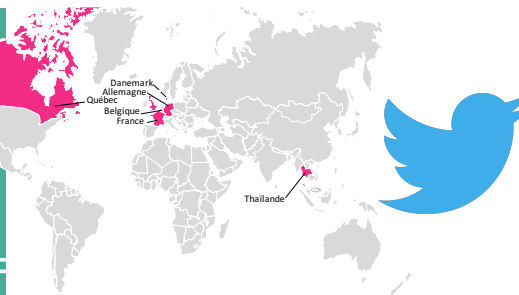 Danemark
Allemagne
Québec
Belgique
France
Thaïlande